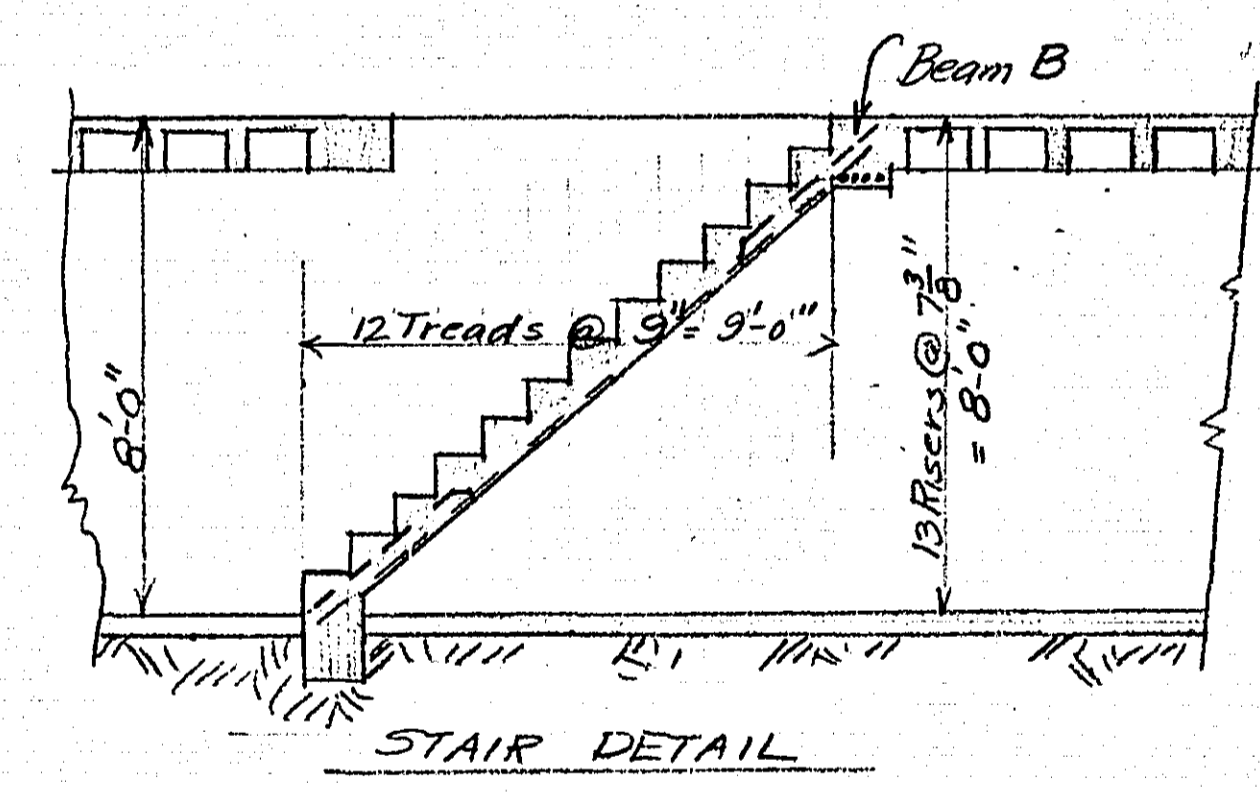 Beam B
12 Treads @ 9" = 9'-0"
8'-0"
13 Risers @ 7 3/8"
= 8'-0"
STAIR DETAIL